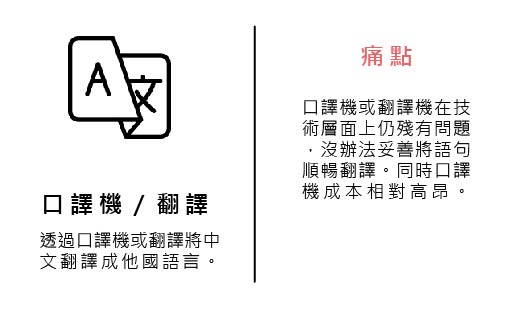 A
文
口譯機 / 翻譯
透過口譯機或翻譯將中
文翻譯成他國語言。
痛點
口譯機或翻譯機在技
術層面上仍殘有問題
，沒辦法妥善將語句
順暢翻譯。同時口譯
機成本相對高昂。